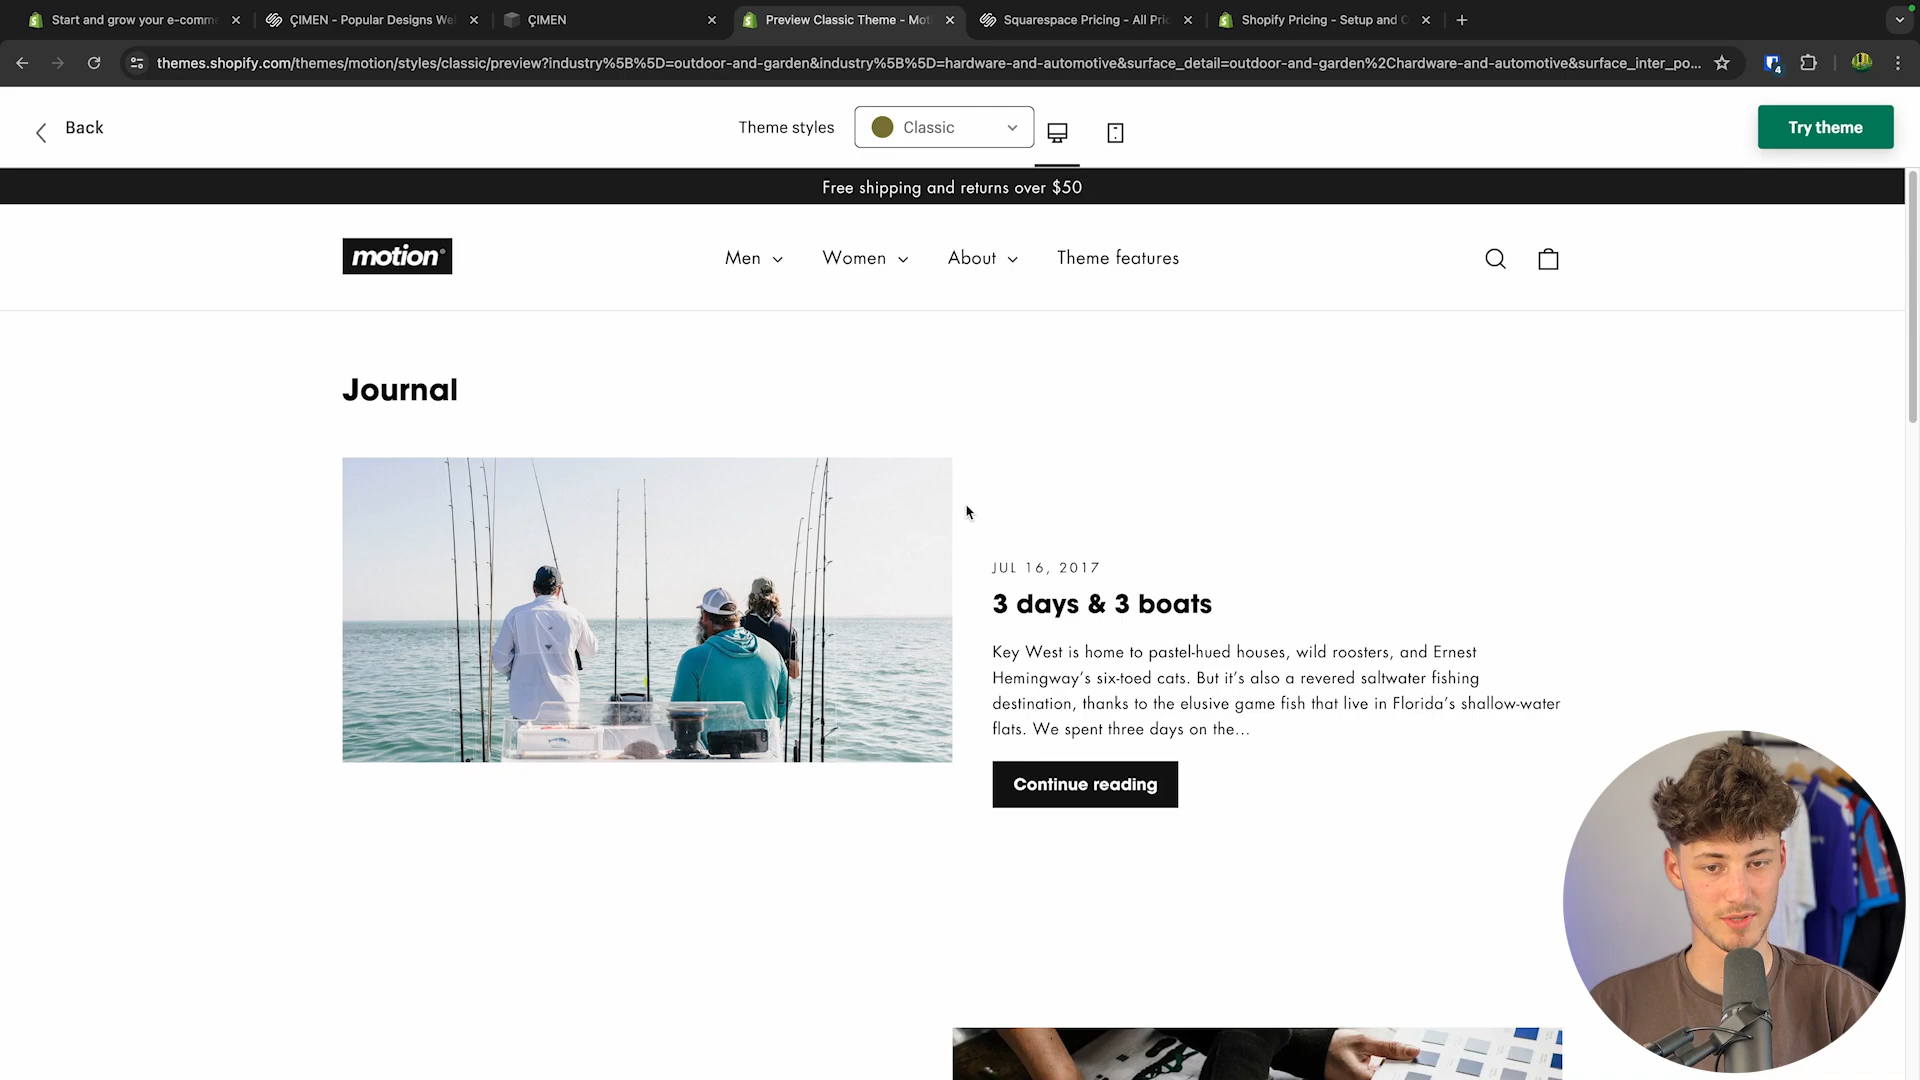 Start and grow your e-comme
ÇIMEN - Popular Designs We
ÇIMEN
Preview Classic Theme - Mot
Squarespace Pricing - All Pric
Shopify Pricing - Setup and O
themes.shopify.com/themes/motion/styles/classic/preview?industry%5B%5D=outdoor-and-garden&industry%5B%5D=hardware-and-automotive&surface_detail=outdoor-and-garden%2Chardware-and-automotive&surface_inter_po...
4
Back
Theme styles
Classic
Try theme
Free shipping and returns over $50
motion
Men
Women
About
Theme features
Journal
JUL 16, 2017
3 days & 3 boats
Key West is home to pastel-hued houses, wild roosters, and Ernest
Hemingway's six-toed cats. But it's also a revered saltwater fishing
destination, thanks to the elusive game fish that live in Florida's shallow-water
flats. We spent three days on the...
Continue reading